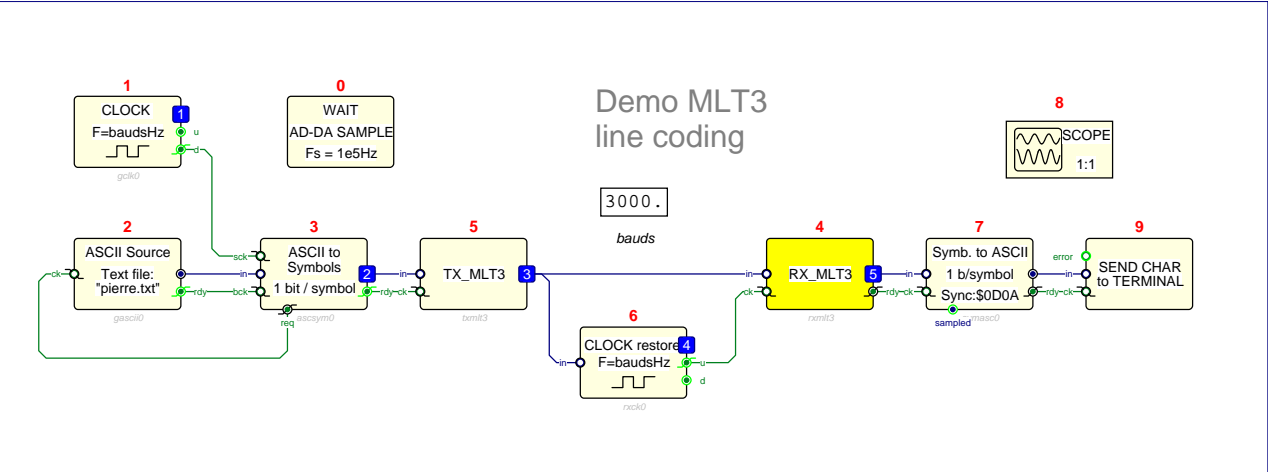 1
0
CLOCK
F=baudsHz
1
u
d
gclk0
WAIT
AD-DA SAMPLE
Fs = 1e5Hz
Demo MLT3
line coding
8
SCOPE
1:1
3000.
bauds
2
ASCII Source
Text file:
"pierre.txt"
ck
rdy
gascii0
3
ASCII to
Symbols
1 bit / symbol
sck
in
bck
2
rdy
req
ascsym0
5
TX_MLT3
in
ck
3
txmlt3
4
RX_MLT3
in
ck
5
rdy
rxmlt3
7
Symb. to ASCII
1 b/symbol
Sync:$0D0A
in
ck
rdy
sampled
masc0
9
error
SEND CHAR
to TERMINAL
in
ck
6
CLOCK restore
F=baudsHz
4
in
u
d
rxck0